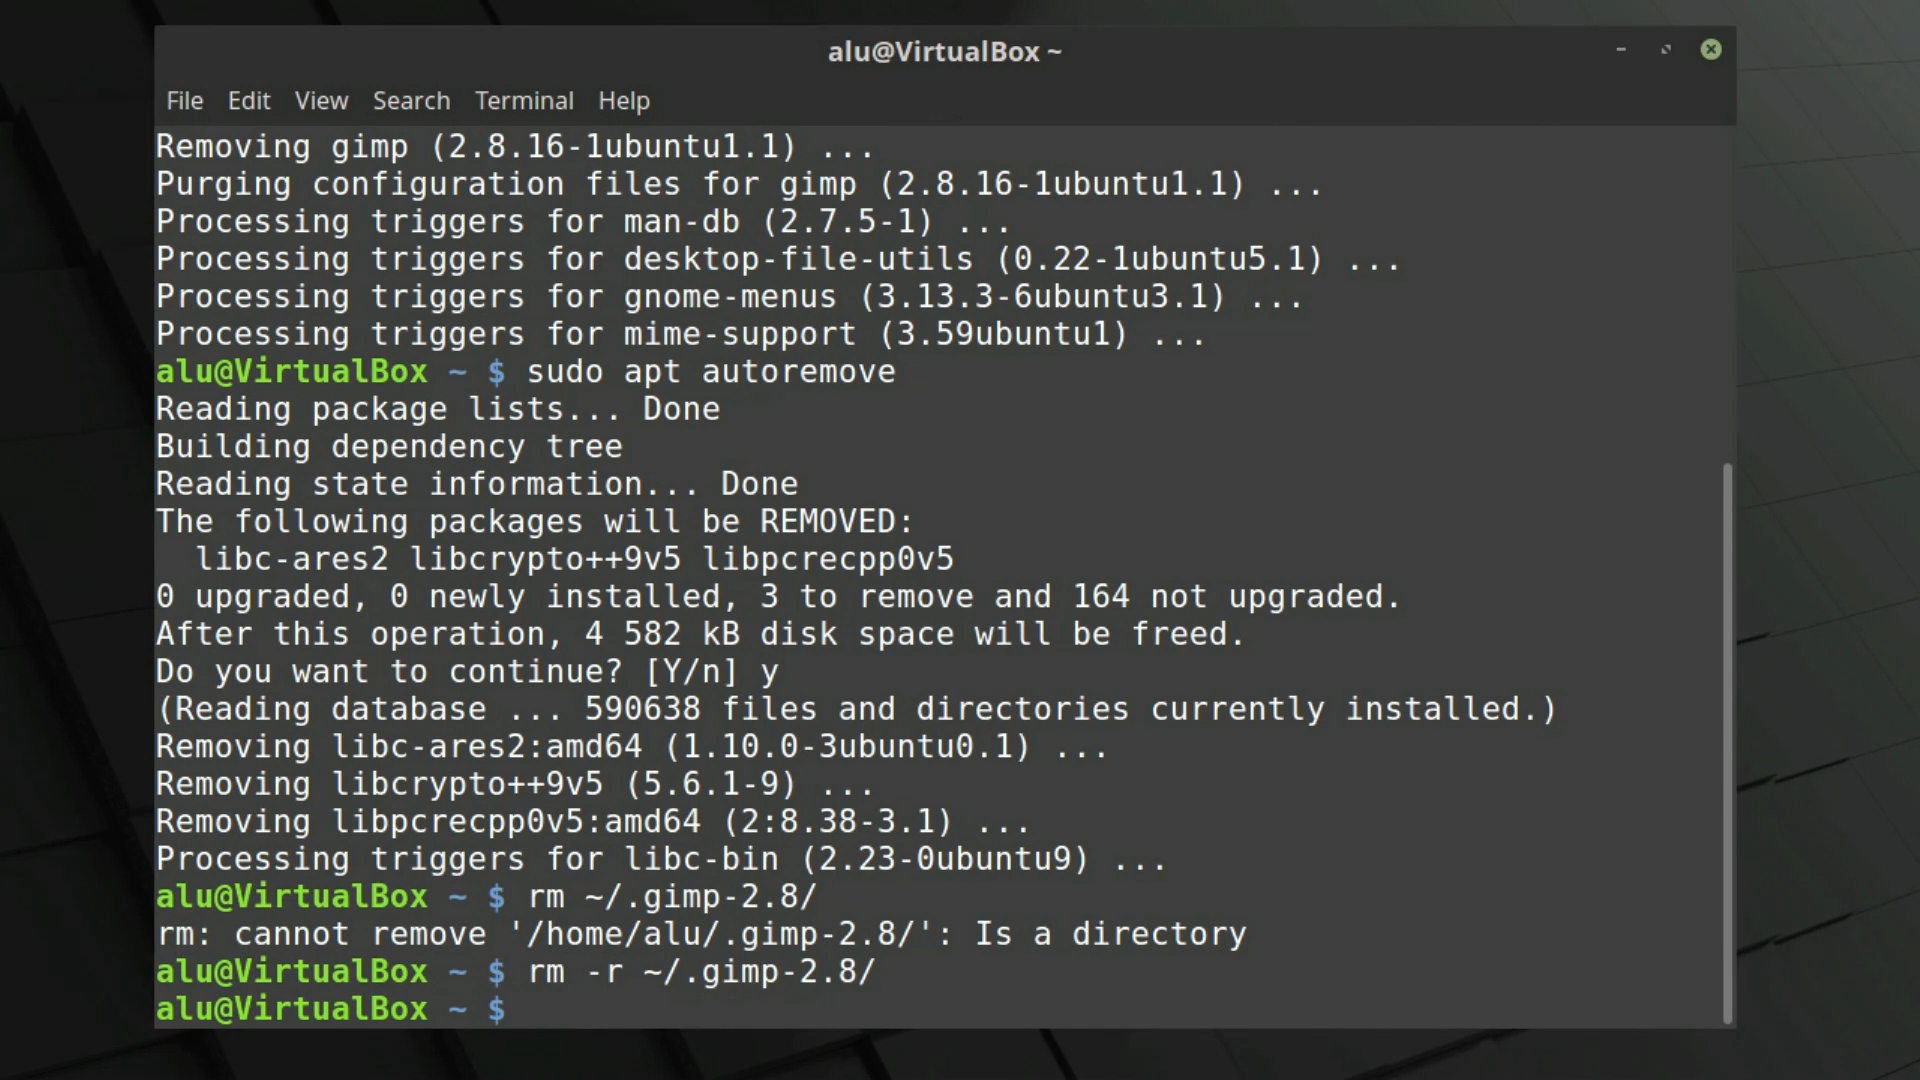 alu@VirtualBox ~
File Edit View Search Terminal Help
Removing gimp (2.8.16-1ubuntu1.1) ...
Purging configuration files for gimp (2.8.16-1ubuntu1.1) ...
Processing triggers for man-db (2.7.5-1) ...
Processing triggers for desktop-file-utils (0.22-1ubuntu5.1) ...
Processing triggers for gnome-menus (3.13.3-6ubuntu3.1) ...
Processing triggers for mime-support (3.59ubuntu1) ...
alu@VirtualBox ~ $ sudo apt autoremove
Reading package lists... Done
Building dependency tree
Reading state information... Done
The following packages will be REMOVED:
  libc-ares2 libcrypto++9v5 libpcrecpp0v5
0 upgraded, 0 newly installed, 3 to remove and 164 not upgraded.
After this operation, 4 582 kB disk space will be freed.
Do you want to continue? [Y/n] y
(Reading database ... 590638 files and directories currently installed.)
Removing libc-ares2:amd64 (1.10.0-3ubuntu0.1) ...
Removing libcrypto++9v5 (5.6.1-9) ...
Removing libpcrecpp0v5:amd64 (2:8.38-3.1) ...
Processing triggers for libc-bin (2.23-0ubuntu9) ...
alu@VirtualBox ~ $ rm ~/.gimp-2.8/
rm: cannot remove '/home/alu/.gimp-2.8/': Is a directory
alu@VirtualBox ~ $ rm -r ~/.gimp-2.8/
alu@VirtualBox ~ $